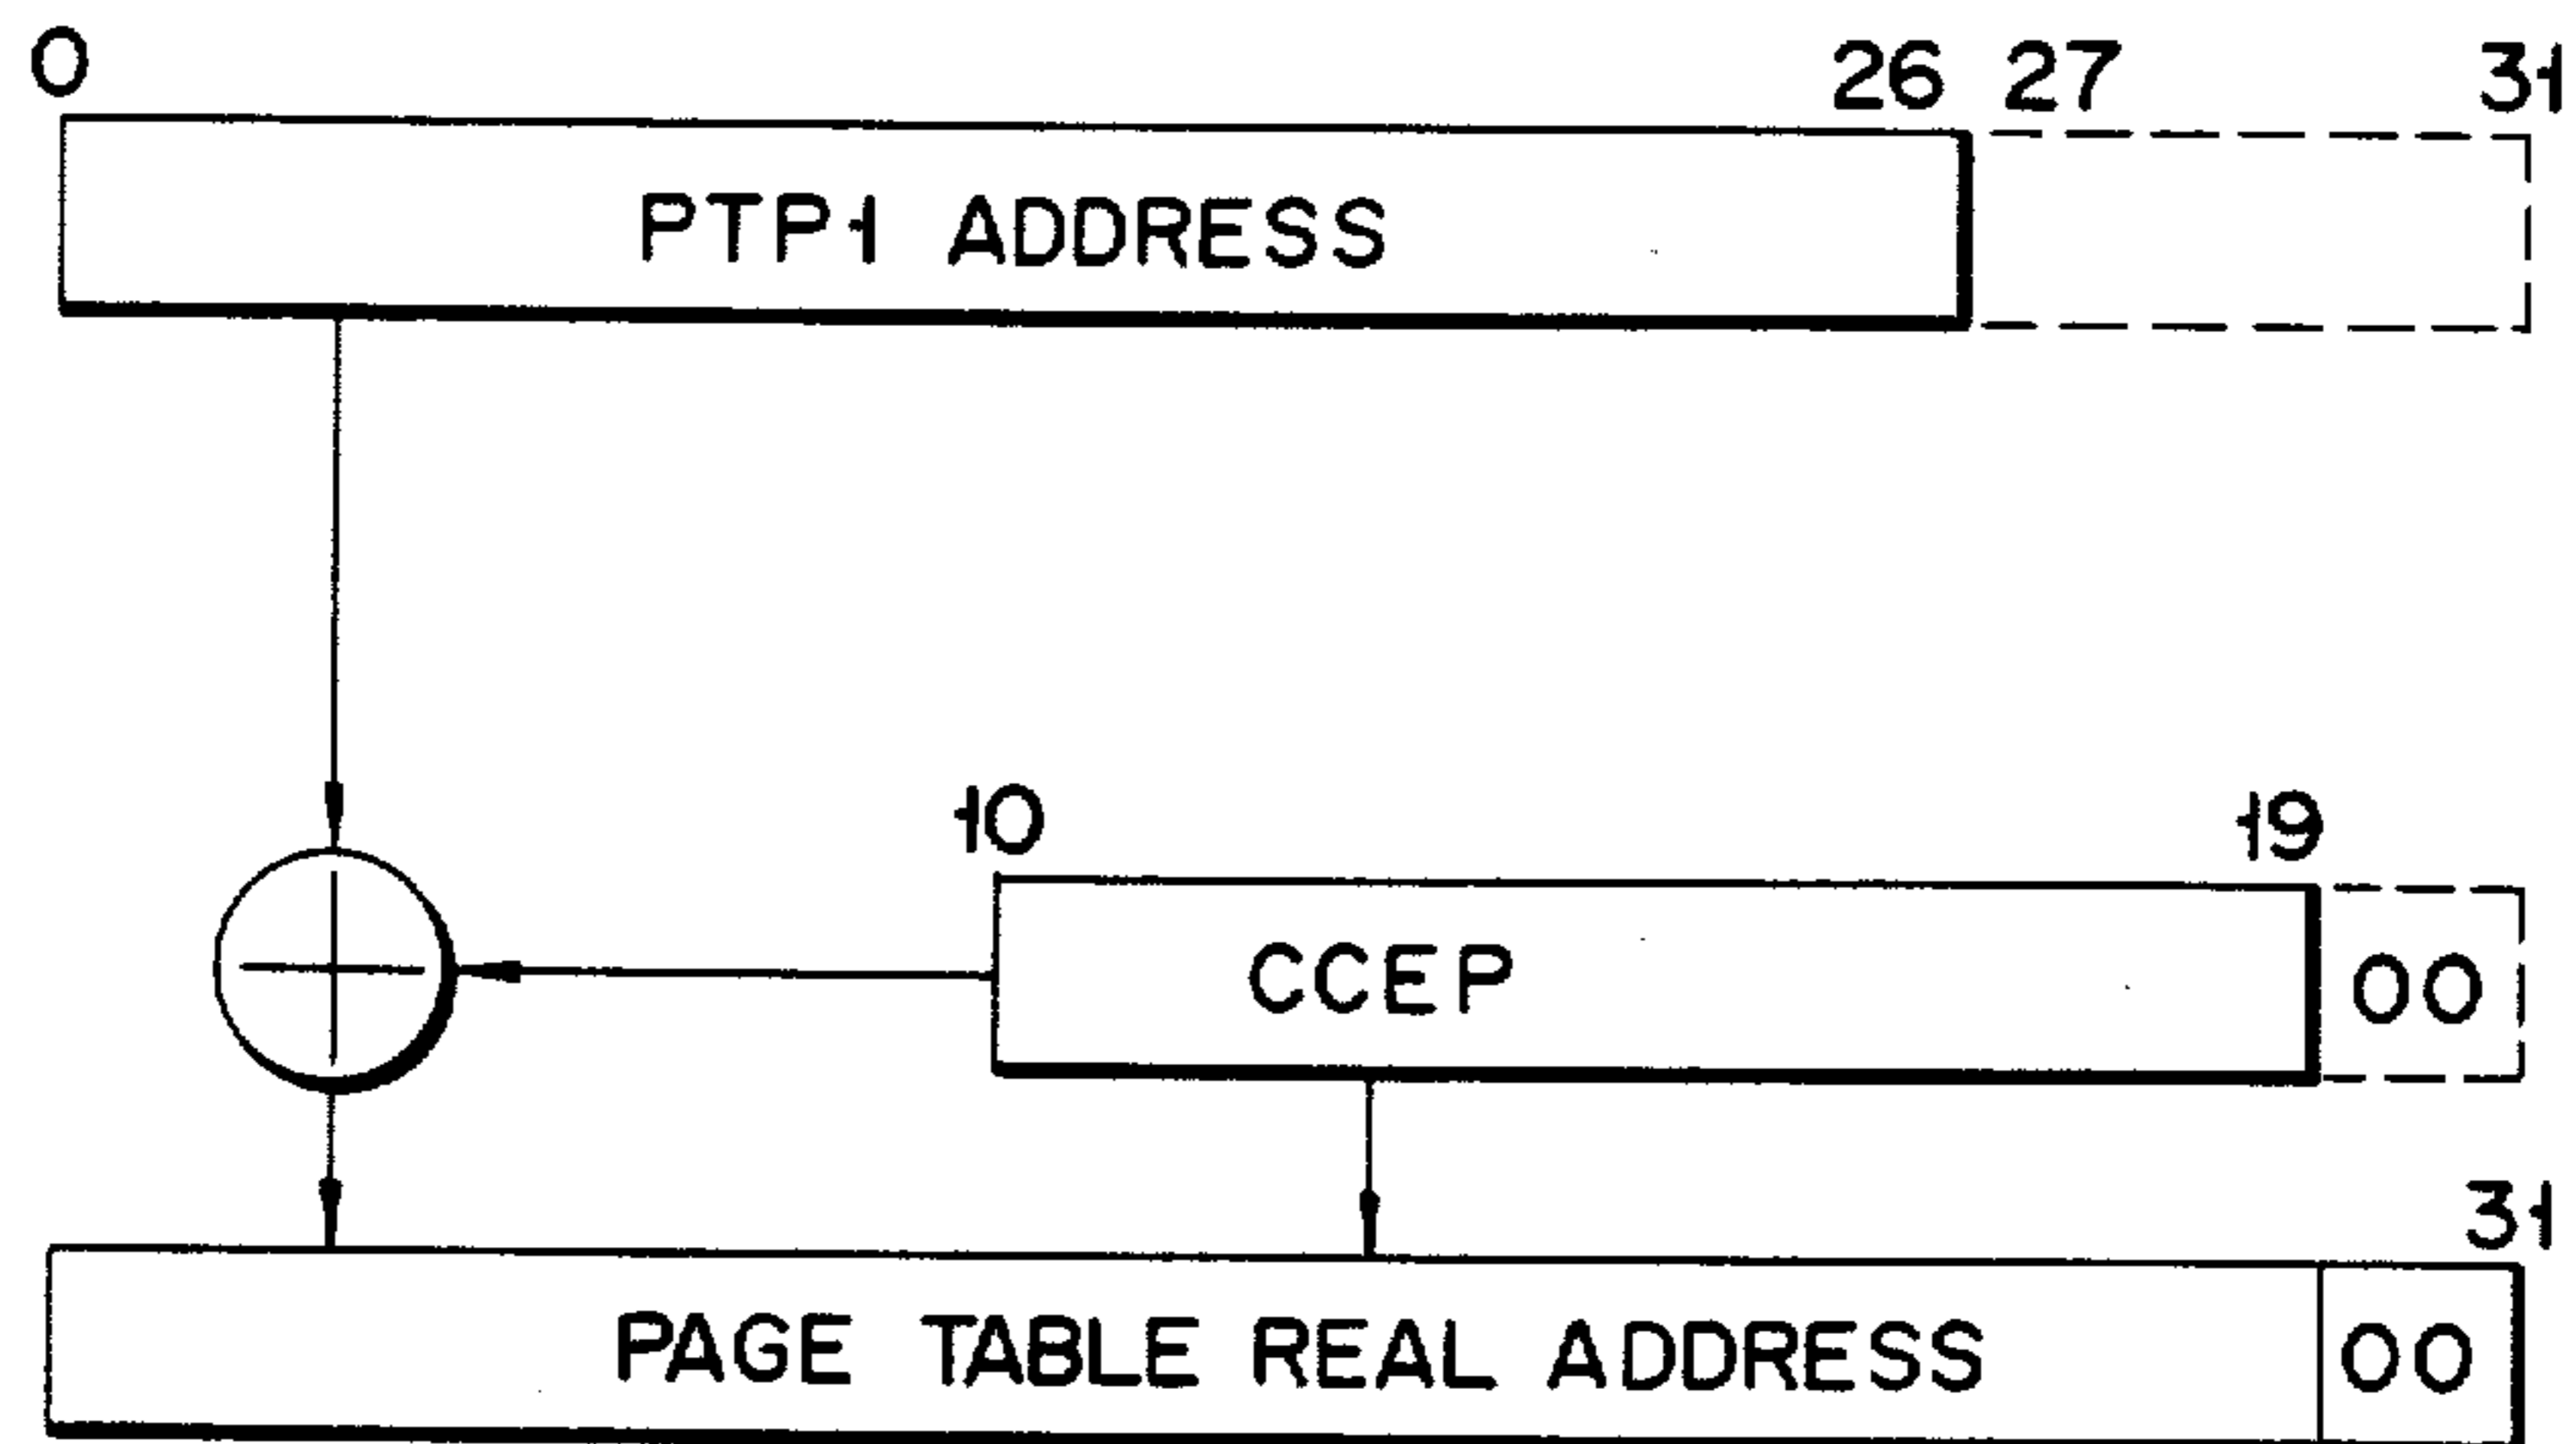 0 26 27 31
PTP1 ADDRESS
10 19
CCEP 00
31
PAGE TABLE REAL ADDRESS 00